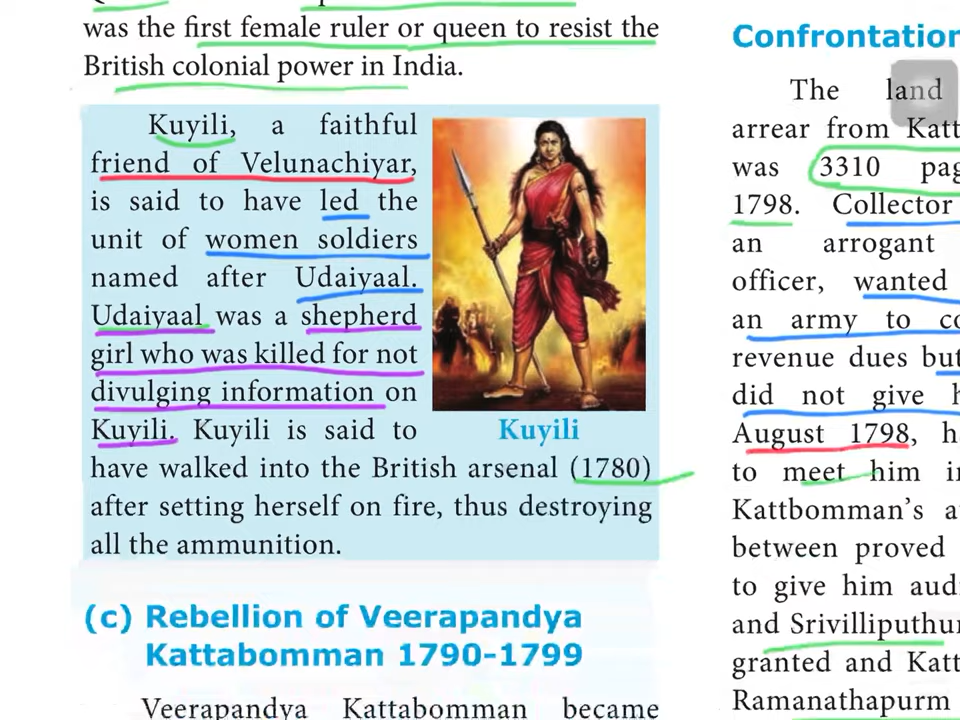 was the first female ruler or queen to resist the
British colonial power in India.
Kuyili, a faithful
friend of Velunachiyar,
is said to have led the
unit of women soldiers
named after Udaiyaal.
Udaiyaal was a shepherd
girl who was killed for not
divulging information on
Kuyili. Kuyili is said to
have walked into the British arsenal (1780)
after setting herself on fire, thus destroying
all the ammunition.
Kuyili
(c) Rebellion of Veerapandya
Kattabomman 1790-1799
Veerapandya Kattabomman became
Confrontation
The land
arrear from Katt
was 3310 pag
1798. Collector
an arrogant
officer, wanted
an army to co
revenue dues but
did not give h
August 1798, ha
to meet him in
Kattbomman's a
between proved
to give him aud
and Srivilliputhu
granted and Katt
Ramanathapurm